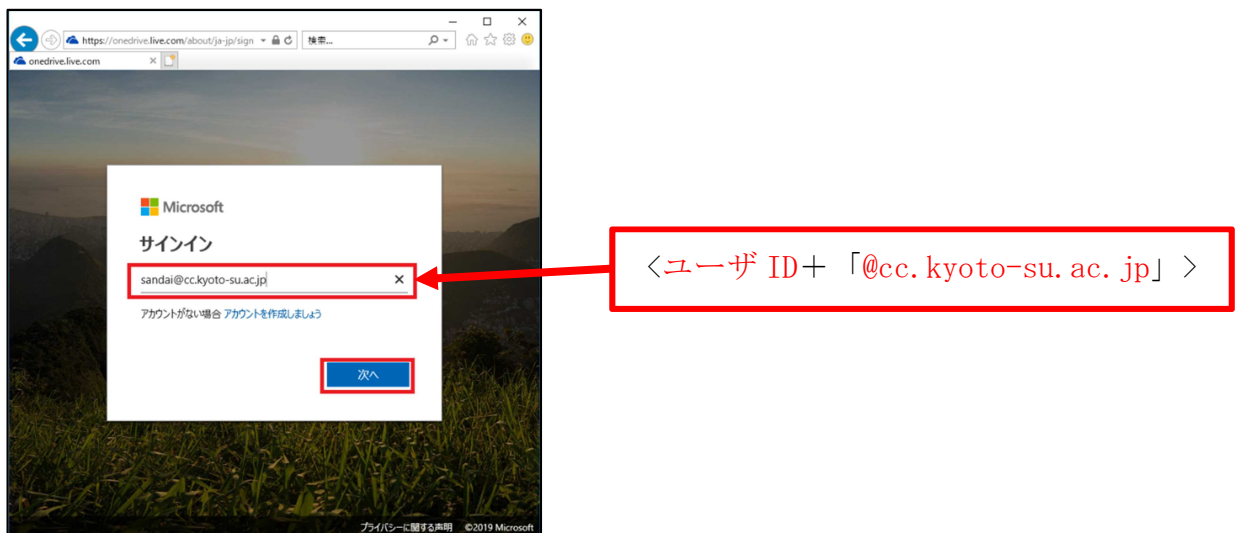 https://onedrive.live.com/about/ja-jp/sign
検索...
onedrive.live.com
Microsoft
サインイン
sandai@cc.kyoto-su.ac.jp
アカウントがない場合 アカウントを作成しましょう
次へ
プライバシーに関する声明 ©2019 Microsoft
<ユーザ ID+「@cc.kyoto-su.ac.jp」>